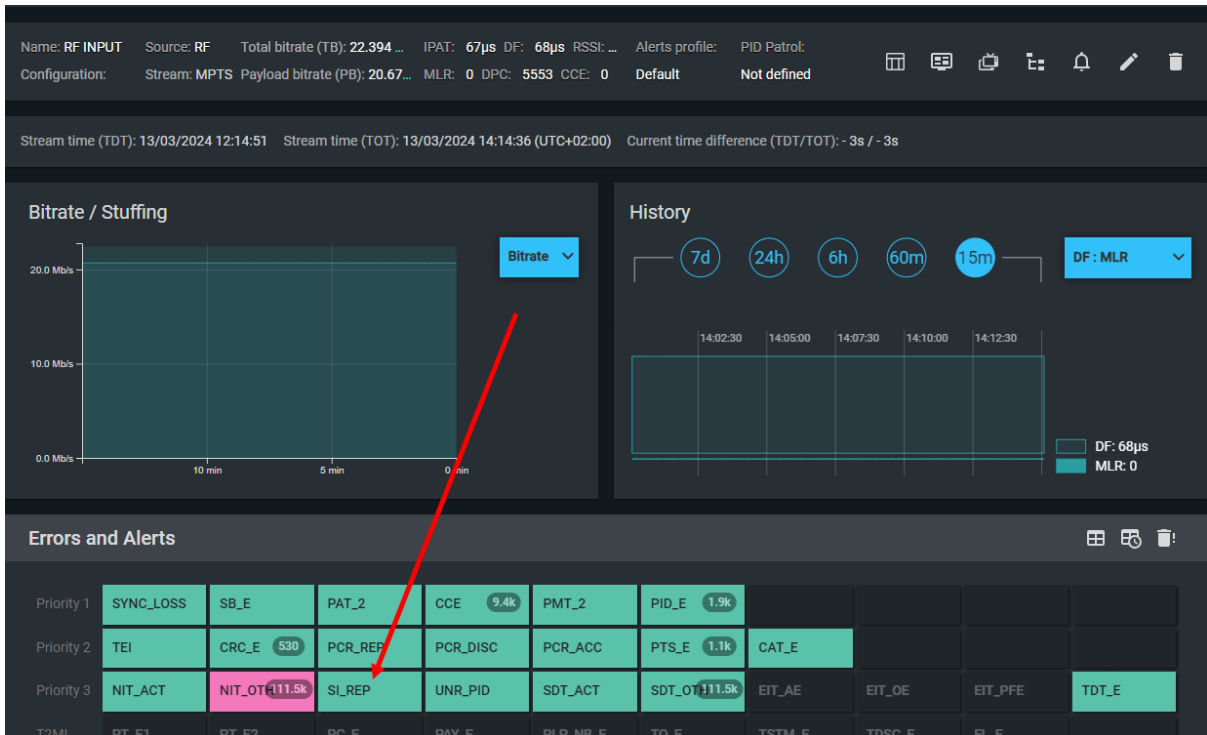 Name: RF INPUT Source: RF Total bitrate (TB): 22.394 ... IPAT: 67µs DF: 68µs RSSI: ... Alerts profile: PID Patrol:
Configuration: Stream: MPTS Payload bitrate (PB): 20.67... MLR: 0 DPC: 5553 CCE: 0 Default Not defined
Stream time (TDT): 13/03/2024 12:14:51 Stream time (TOT): 13/03/2024 14:14:36 (UTC+02:00) Current time difference (TDT/TOT): - 3s / - 3s
Bitrate / Stuffing
Bitrate
20.0 Mb/s
10.0 Mb/s
0.0 Mb/s
10 min 5 min 0 min
History
7d 24h 6h 60m 15m DF : MLR
14:02:30 14:05:00 14:07:30 14:10:00 14:12:30
DF: 68µs
MLR: 0
Errors and Alerts
Priority 1 SYNC_LOSS SB_E PAT_2 CCE 9.4k PMT_2 PID_E 1.9k
Priority 2 TEI CRC_E 530 PCR_REP PCR_DISC PCR_ACC PTS_E 1.1k CAT_E
Priority 3 NIT_ACT NIT_OTH 111.5k SI_REP UNR_PID SDT_ACT SDT_OTH 11.5k EIT_AE EIT_OE EIT_PFE TDT_E